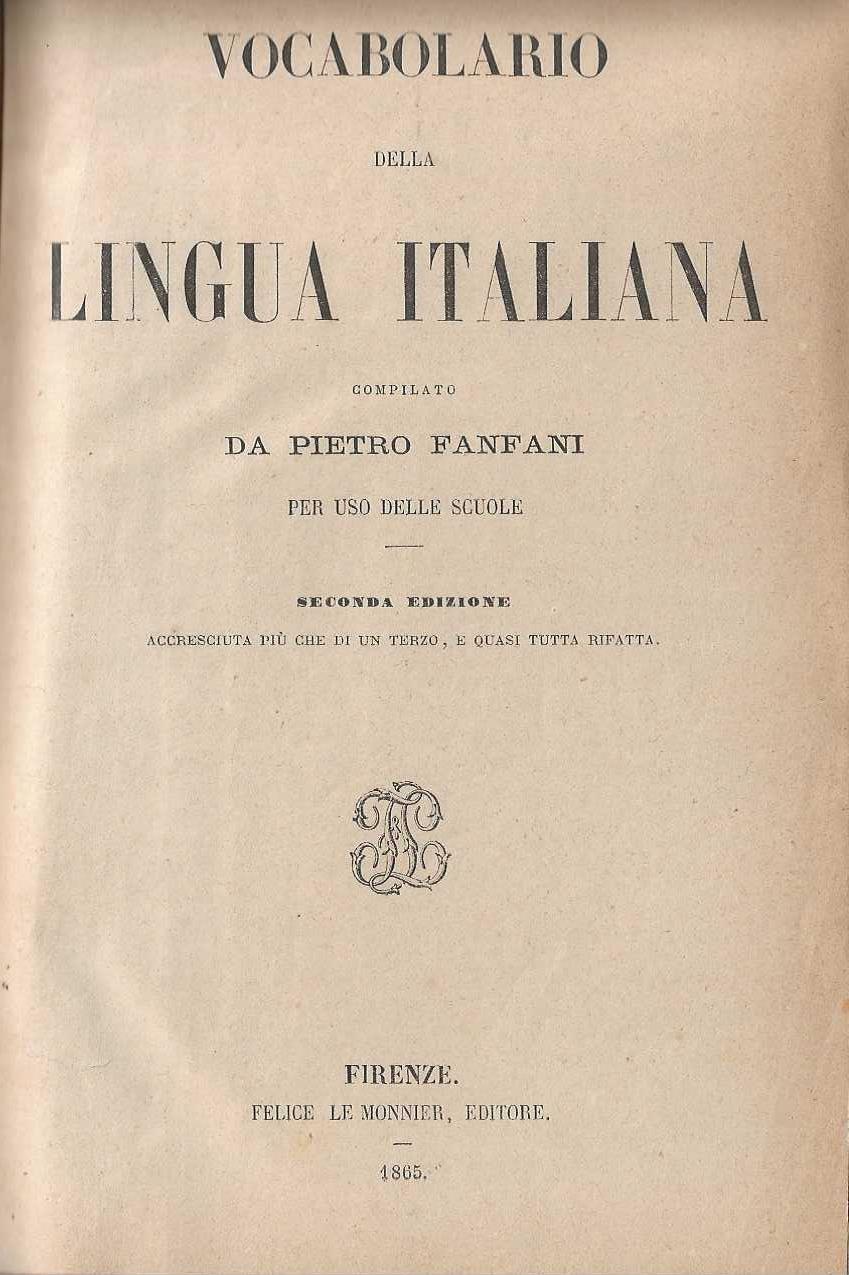 VOCABOLARIO
DELLA
LINGUA ITALIANA
COMPILATO
DA PIETRO FANFANI
PER USO DELLE SCUOLE
SECONDA EDIZIONE
ACCRESCIUTA PIÙ CHE DI UN TERZO, E QUASI TUTTA RIFATTA.
FIRENZE.
FELICE LE MONNIER, EDITORE.
1865.